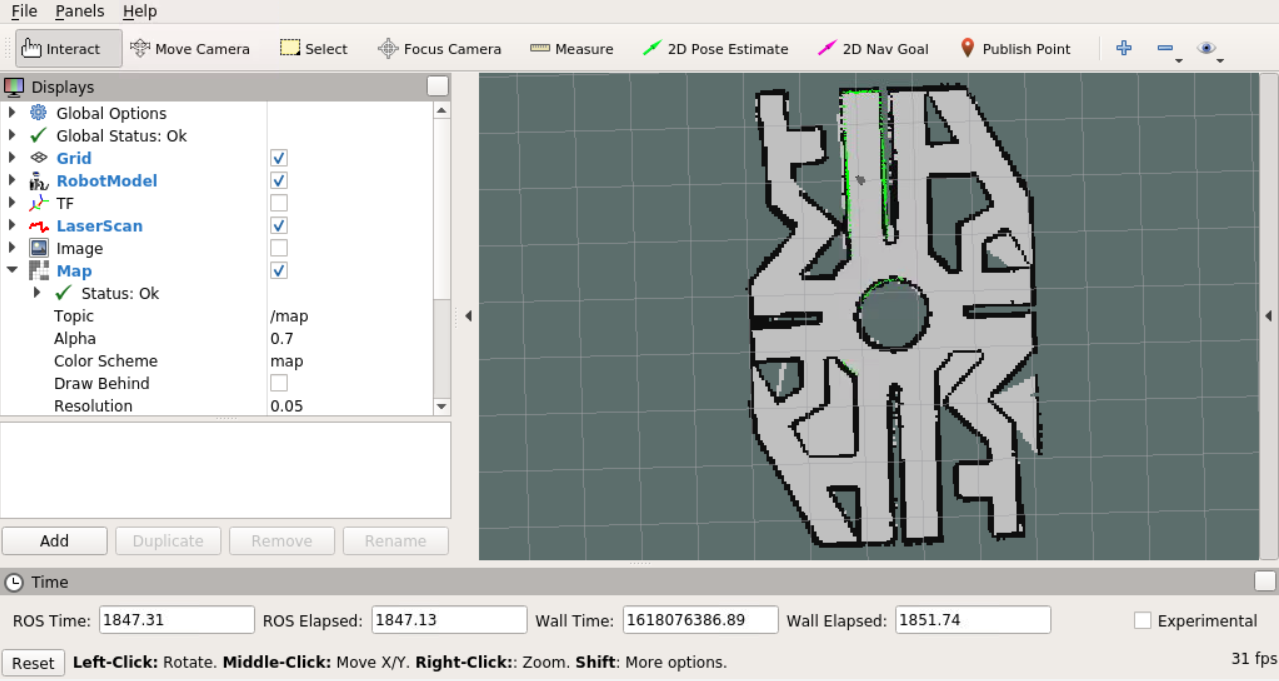 File Panels Help
Interact Move Camera Select Focus Camera Measure 2D Pose Estimate 2D Nav Goal Publish Point
Displays
Global Options
Global Status: Ok
Grid
RobotModel
TF
LaserScan
Image
Map
Status: Ok
Topic /map
Alpha 0.7
Color Scheme map
Draw Behind
Resolution 0.05
Add Duplicate Remove Rename
Time
ROS Time: 1847.31 ROS Elapsed: 1847.13 Wall Time: 1618076386.89 Wall Elapsed: 1851.74 Experimental
Reset Left-Click: Rotate. Middle-Click: Move X/Y. Right-Click:: Zoom. Shift: More options. 31 fps